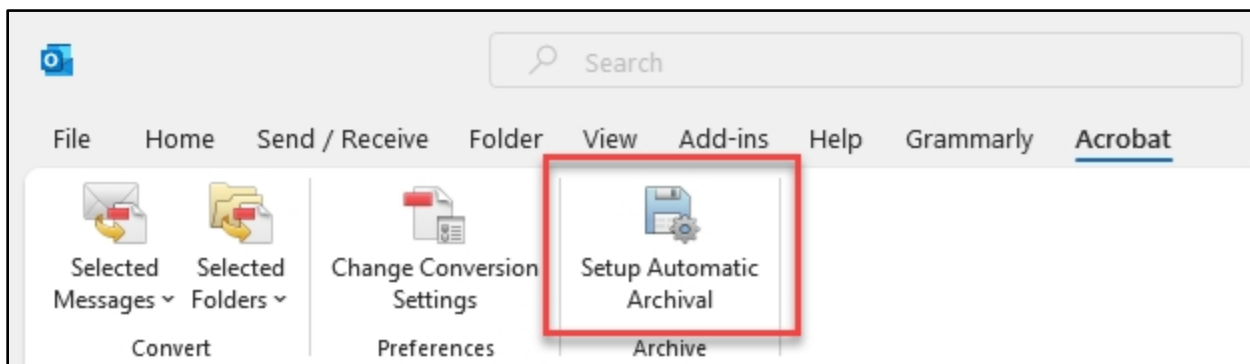 Search
File Home Send / Receive Folder View Add-ins Help Grammarly Acrobat
Selected Messages
Selected Folders
Change Conversion Settings
Setup Automatic Archival
Convert Preferences Archive